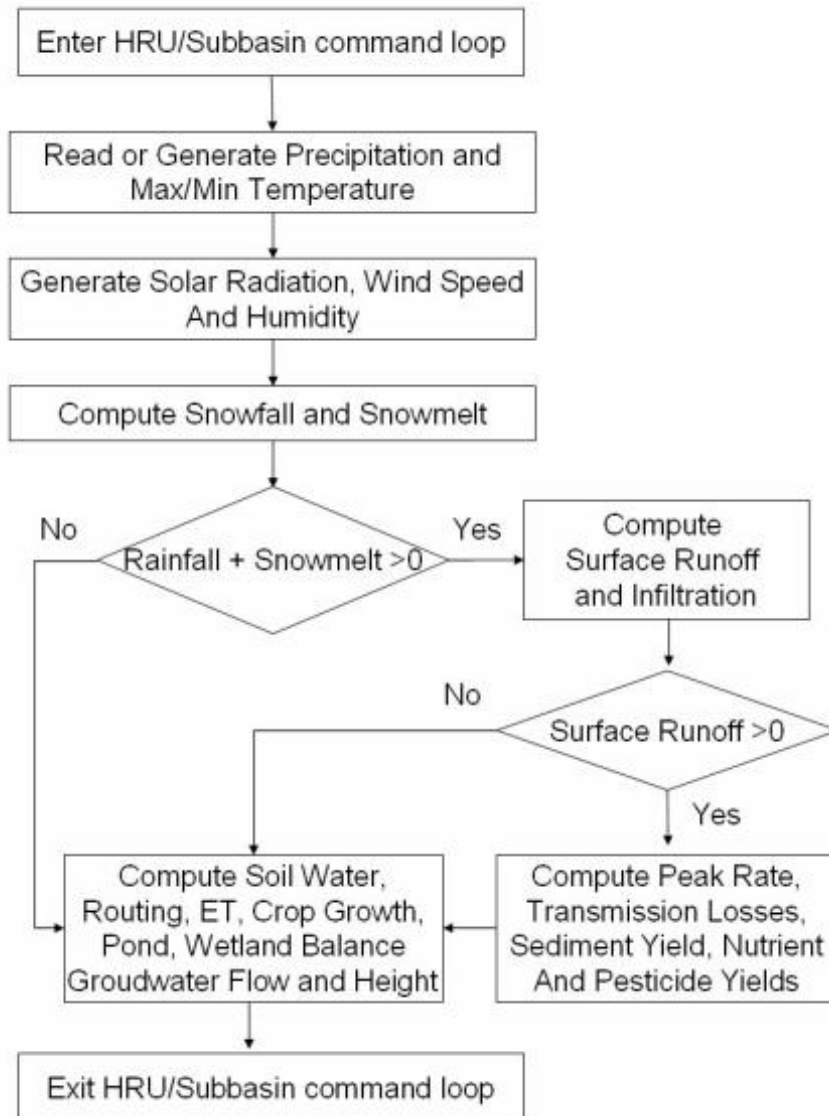 Enter HRU/Subbasin command loop
Read or Generate Precipitation and
Max/Min Temperature
Generate Solar Radiation, Wind Speed
And Humidity
Compute Snowfall and Snowmelt
No
Rainfall + Snowmelt >0
Yes
Compute
Surface Runoff
and Infiltration
No
Surface Runoff >0
Yes
Compute Soil Water,
Routing, ET, Crop Growth,
Pond, Wetland Balance
Groudwater Flow and Height
Compute Peak Rate,
Transmission Losses,
Sediment Yield, Nutrient
And Pesticide Yields
Exit HRU/Subbasin command loop